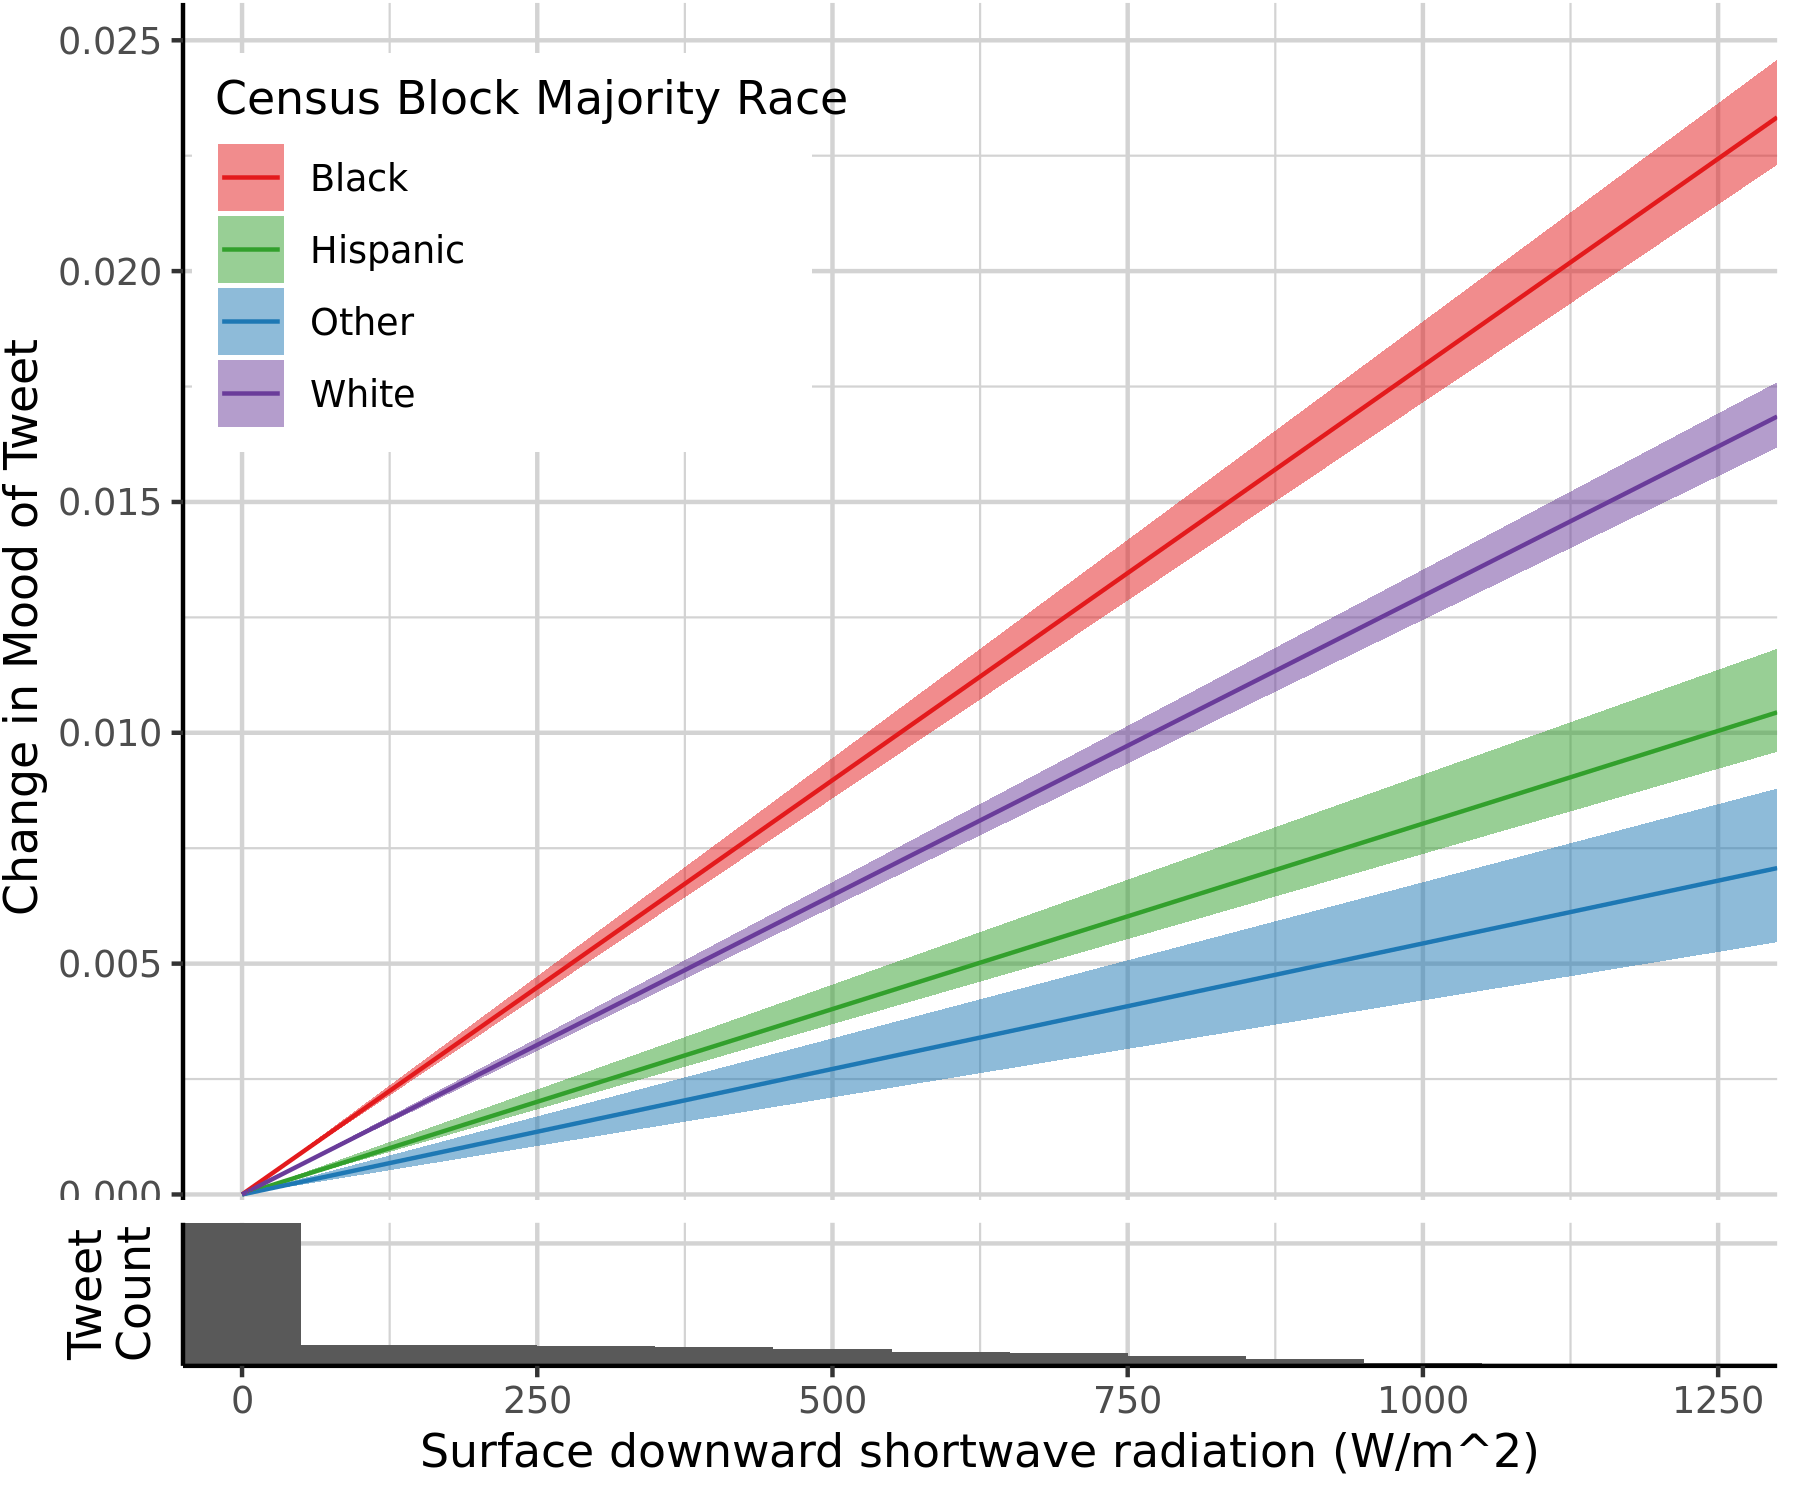 0.025
0.020
0.015
0.010
0.005
0.000
Change in Mood of Tweet
Census Block Majority Race
Black
Hispanic
Other
White
Tweet
Count
0 250 500 750 1000 1250
Surface downward shortwave radiation (W/m^2)